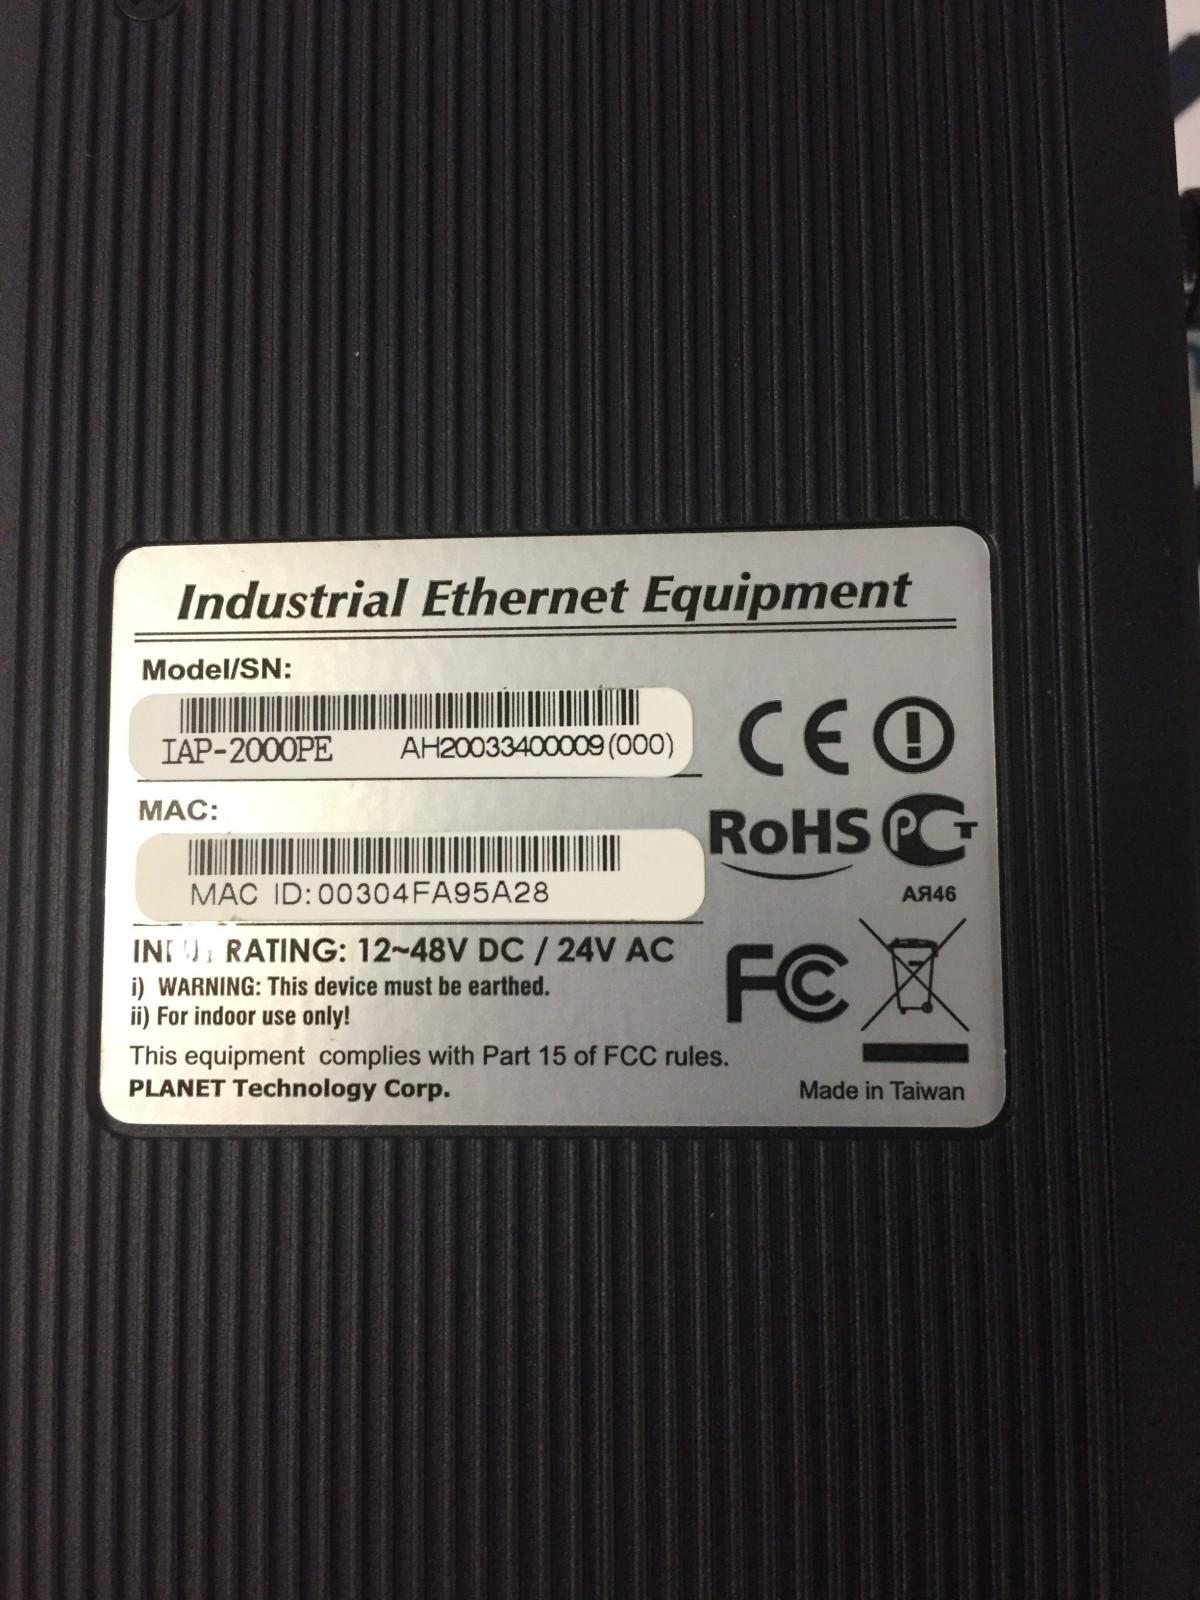 Industrial Ethernet Equipment
Model/SN:
IAP-2000PE AH20033400009(000)
CE
MAC:
RoHS PCT
MAC ID:00304FA95A28
АЯ46
RATING: 12~48V DC / 24V AC
FC
i) WARNING: This device must be earthed.
ii) For indoor use only!
This equipment complies with Part 15 of FCC rules.
PLANET Technology Corp. Made in Taiwan